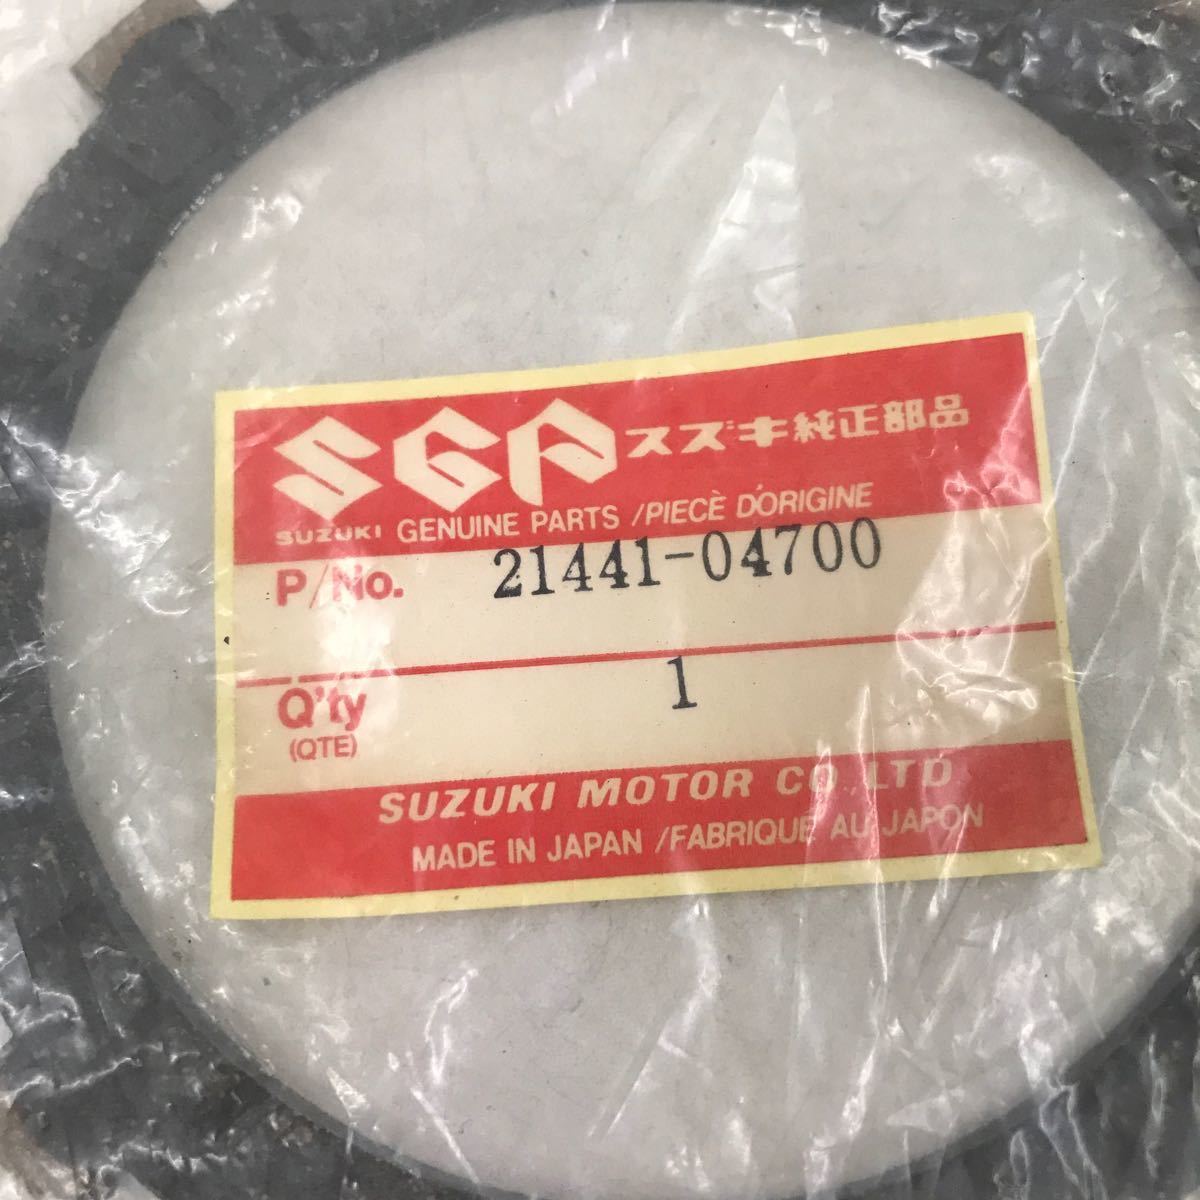 SGP スズキ純正部品
SUZUKI GENUINE PARTS / PIECÈ D'ORIGINE
P/No. 21441-04700
Q'ty 1
(QTE)
SUZUKI MOTOR CO., LTD
MADE IN JAPAN / FABRIQUE AU JAPON